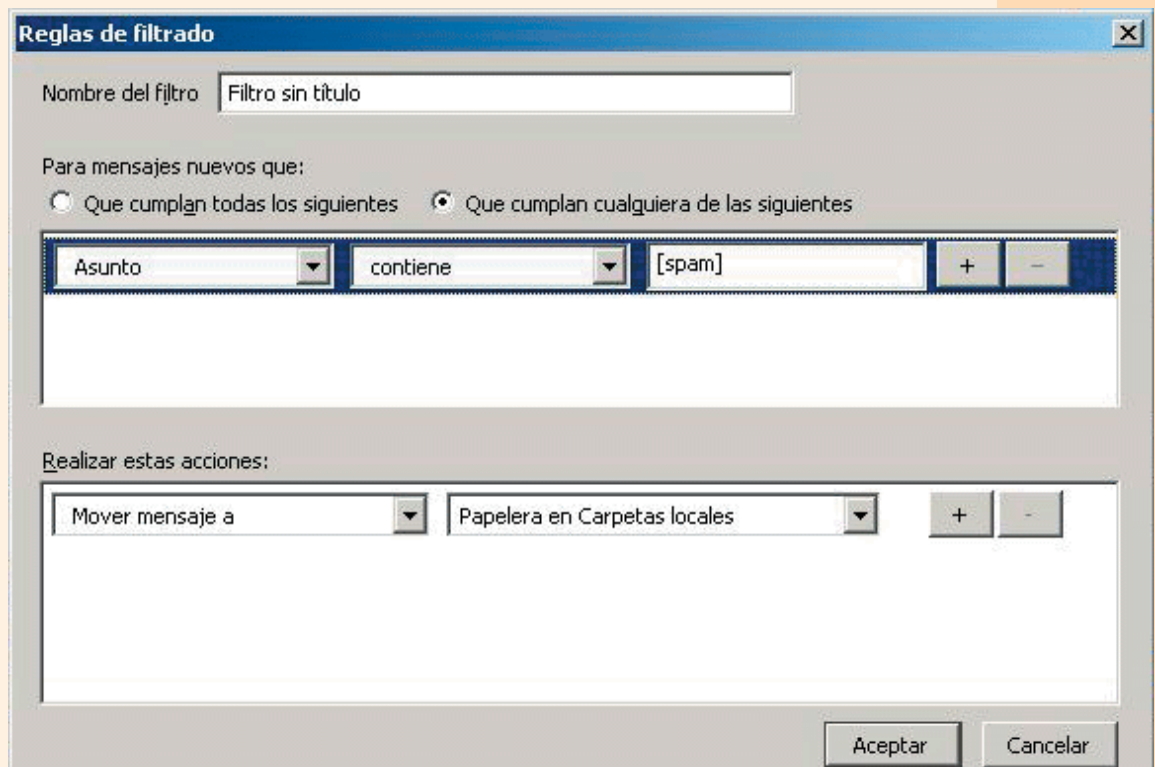 Reglas de filtrado
Nombre del filtro Filtro sin título
Para mensajes nuevos que:
Que cumplan todas los siguientes Que cumplan cualquiera de las siguientes
Asunto contiene [spam] + -
Realizar estas acciones:
Mover mensaje a Papelera en Carpetas locales + -
Aceptar Cancelar